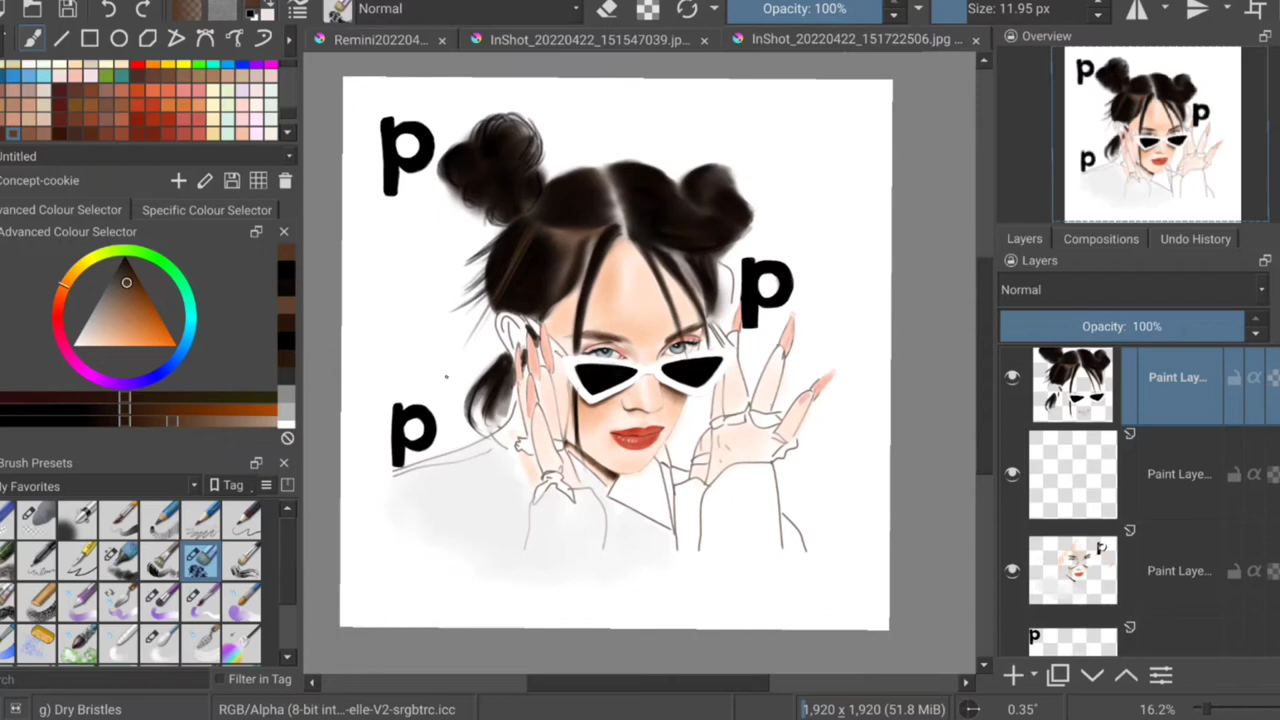 Normal
Opacity: 100%
Size: 11.95 px
Remini202204...
InShot_20220422_151547039.jp...
InShot_20220422_151722506.jpg ...
Overview
Untitled
Concept-cookie
Advanced Colour Selector
Specific Colour Selector
Advanced Colour Selector
Brush Presets
My Favorites
Tag
Filter in Tag
g) Dry Bristles
RGB/Alpha (8-bit int...-elle-V2-srgbtrc.icc
1,920 x 1,920 (51.8 MiB)
0.35°
16.2%
p
p
p
Layers
Compositions
Undo History
Layers
Normal
Opacity: 100%
Paint Lay...
Paint Laye...
Paint Laye...